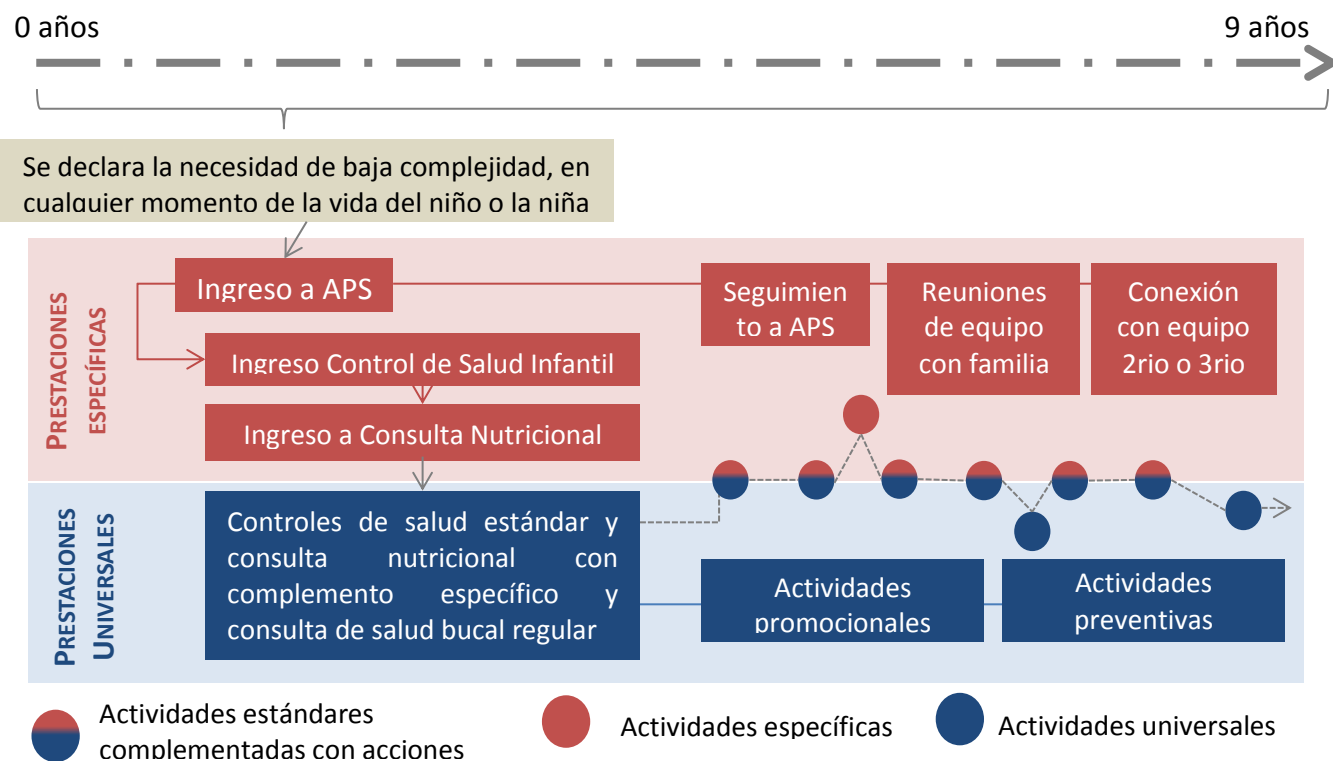 0 años
9 años
Se declara la necesidad de baja complejidad, en
cualquier momento de la vida del niño o la niña
PRESTACIONES
ESPECÍFICAS
Ingreso a APS
Ingreso Control de Salud Infantil
Ingreso a Consulta Nutricional
Seguimien
to a APS
Reuniones
de equipo
con familia
Conexión
con equipo
2rio o 3rio
PRESTACIONES
UNIVERSALES
Controles de salud estándar y
consulta nutricional con
complemento específico y
consulta de salud bucal regular
Actividades
promocionales
Actividades
preventivas
Actividades estándares
complementadas con acciones
Actividades específicas
Actividades universales